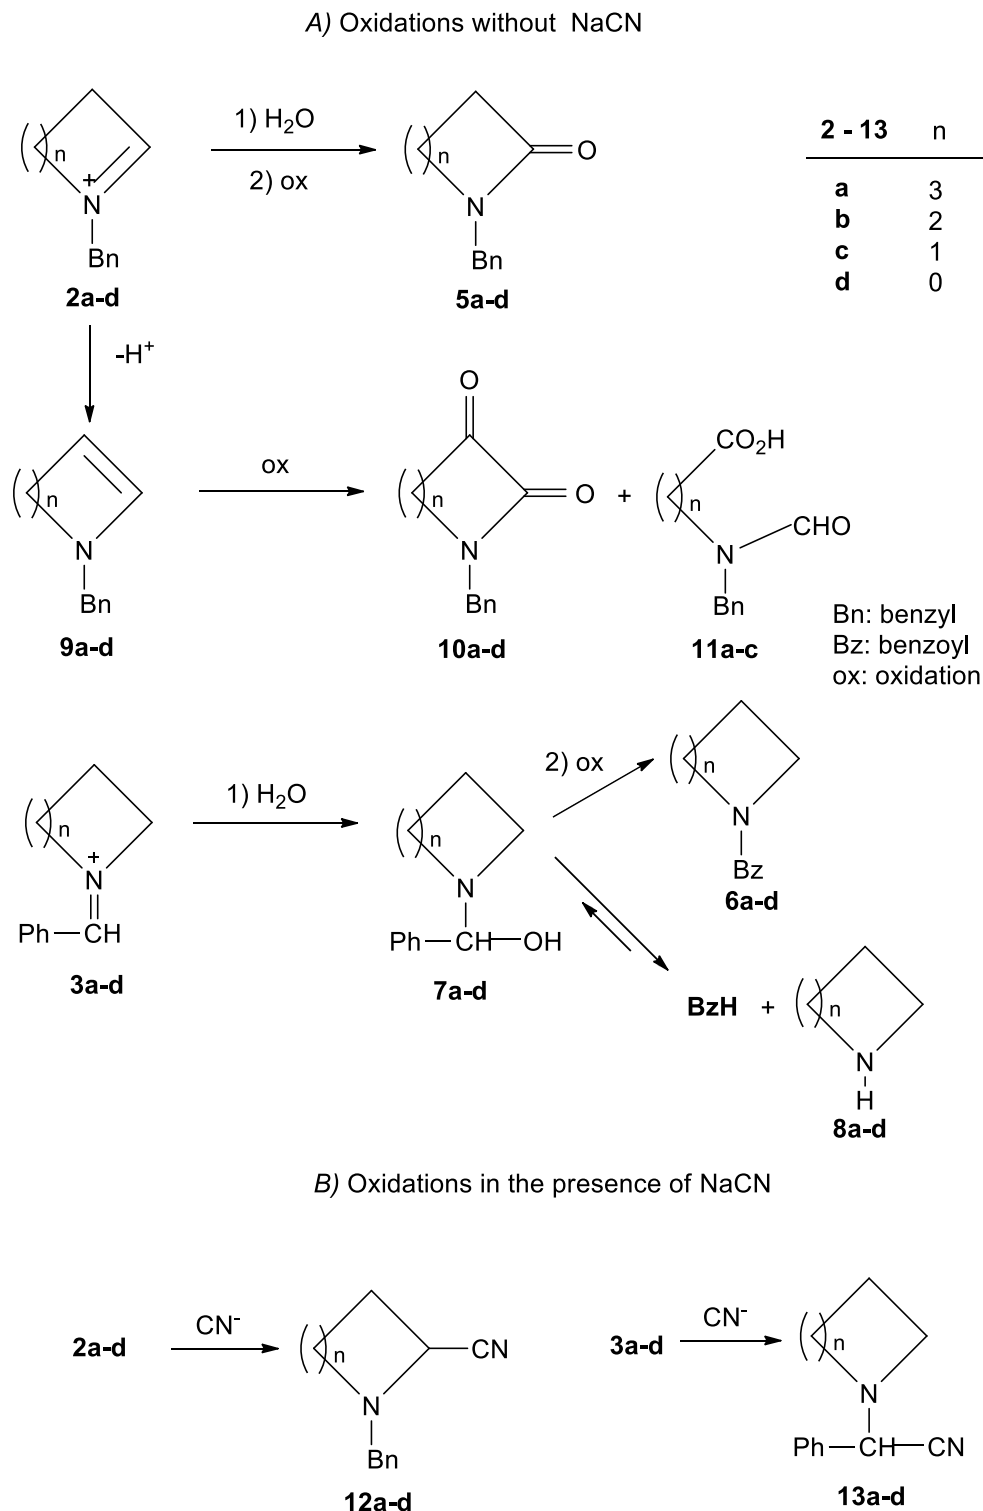 A) Oxidations without NaCN
1) H₂O
2) ox
( )n
+
N
Bn
2a-d
( )n
O
N
Bn
5a-d
2 - 13 n
a 3
b 2
c 1
d 0
-H⁺
( )n
N
Bn
9a-d
ox
O
( )n
O
N
Bn
10a-d
+
CO₂H
( )n
CHO
N
Bn
11a-c
Bn: benzyl
Bz: benzoyl
ox: oxidation
( )n
+
N
Ph CH
3a-d
1) H₂O
( )n
N
Ph CH OH
7a-d
2) ox
( )n
N
Bz
6a-d
BzH +
( )n
N
H
8a-d
B) Oxidations in the presence of NaCN
2a-d
CN⁻
( )n
CN
N
Bn
12a-d
3a-d
CN⁻
( )n
N
Ph CH CN
13a-d